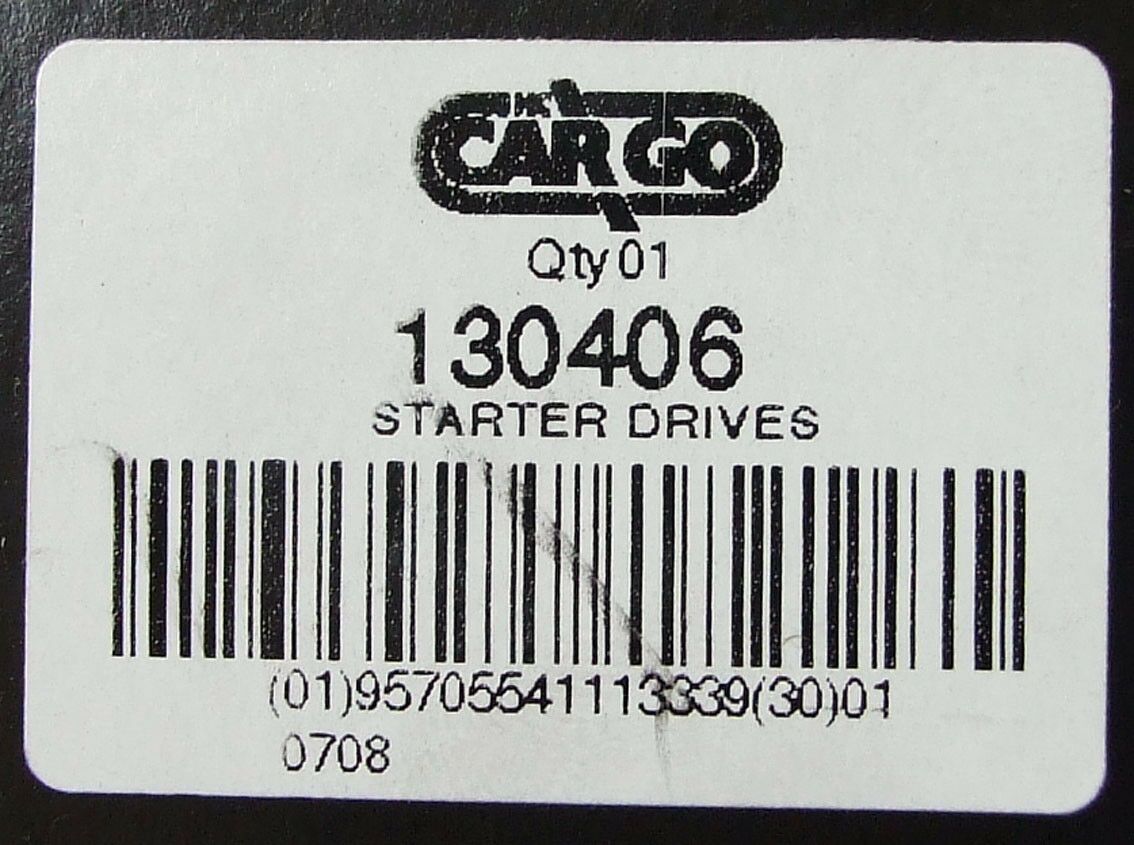 CARGO
Qty 01
130406
STARTER DRIVES
(01)95705541113339(30)01
0708